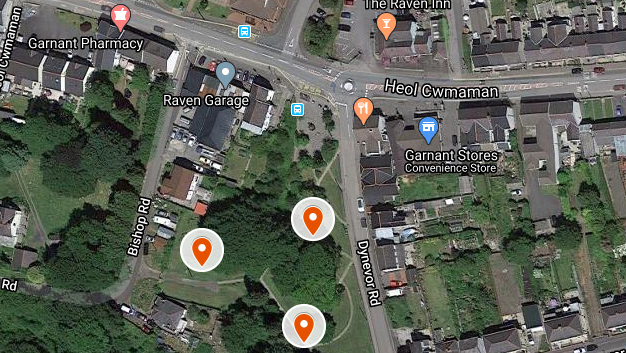 The Raven Inn
Garnant Pharmacy
Heol Cwmaman
Raven Garage
Heol Cwmaman
Garnant Stores
Convenience Store
Bishop Rd
Dynevor Rd
Rd